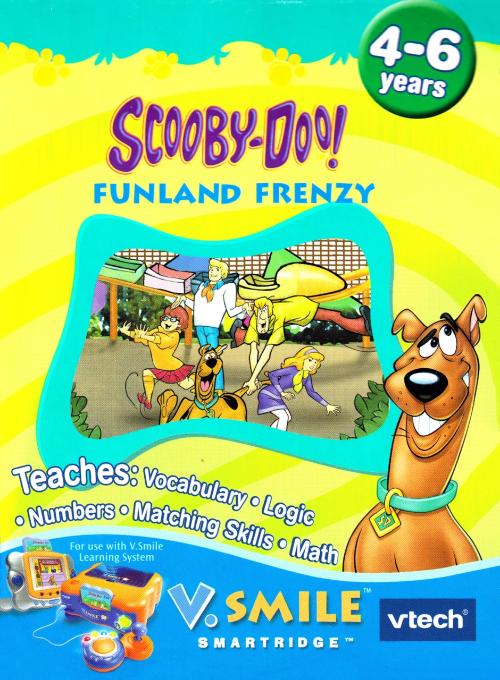 4-6
years
SCOOBY-DOO!
FUNLAND FRENZY
Teaches: Vocabulary • Logic
• Numbers • Matching Skills • Math
For use with V.Smile
Learning System
V.SMILE™
SMARTRIDGE™
vtech®